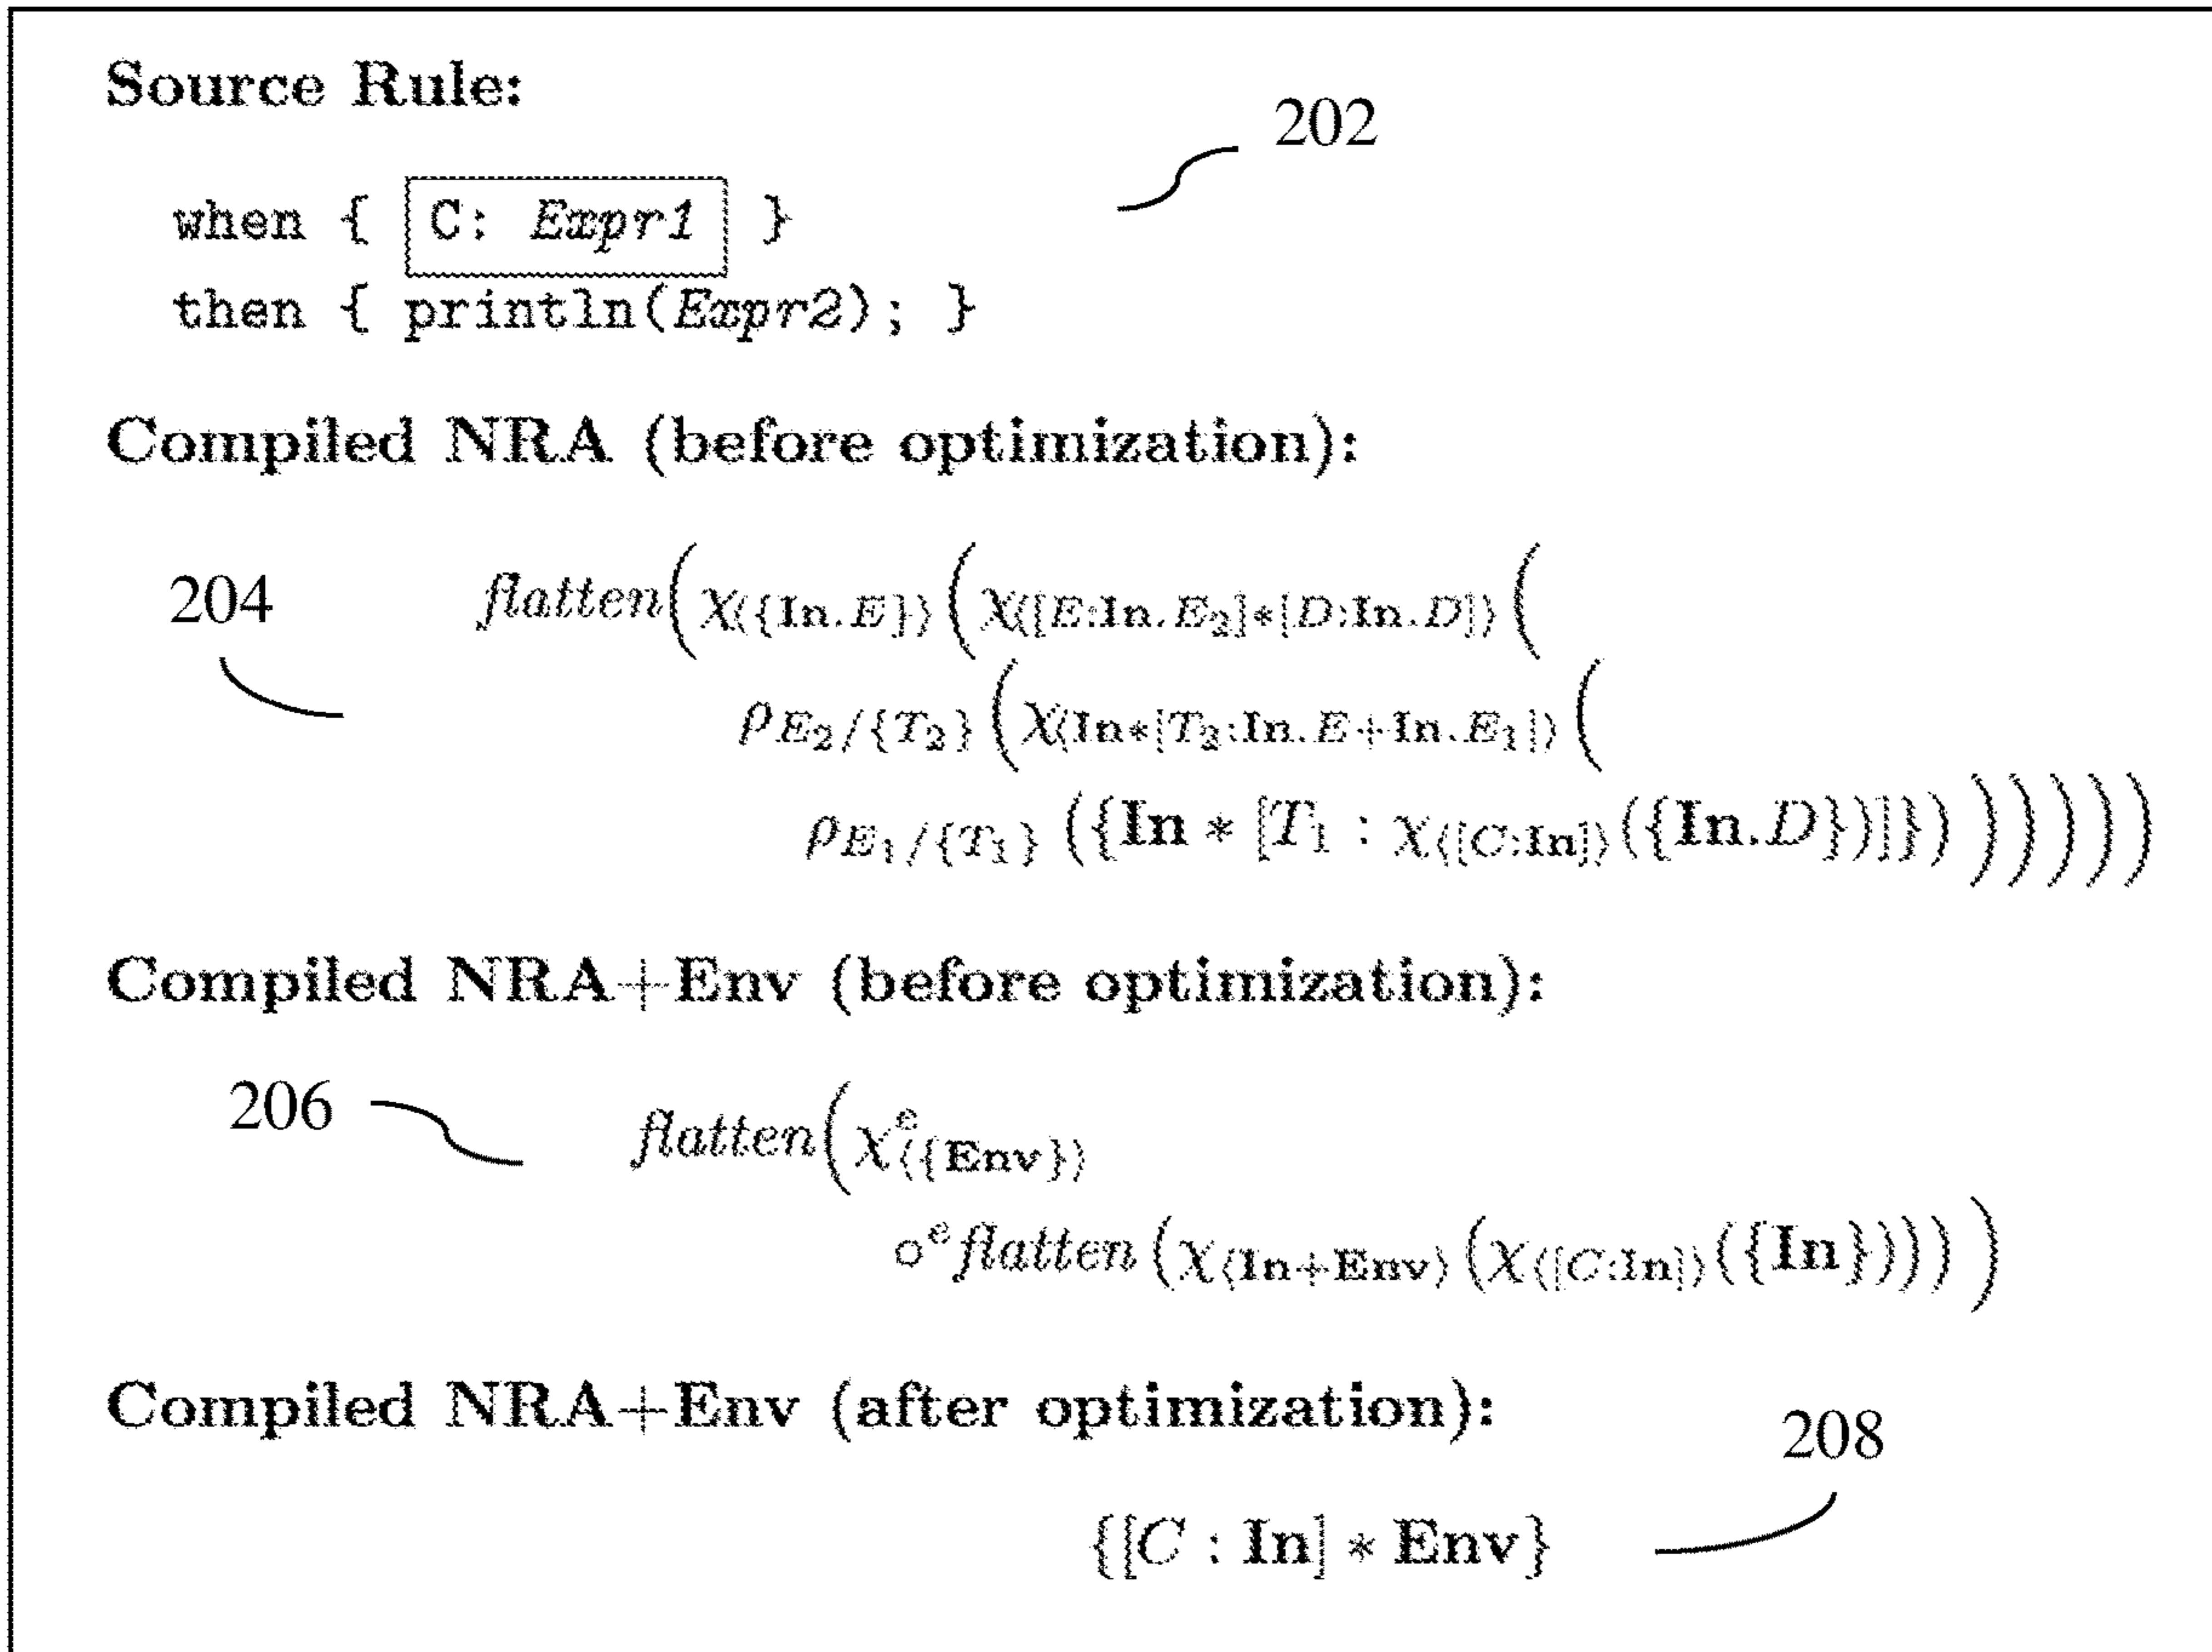 Source Rule:
202
when { C: Expr1 }
then { println(Expr2); }
Compiled NRA (before optimization):
204 flatten(χ⟨{In.E}⟩(χ⟨[E:In.E₂]*[D:In.D]⟩(
ρE₂/{T₂}(χ⟨In*[T₂:In.E+In.E₁]⟩(
ρE₁/{T₁}({In * [T₁ : χ⟨[C:In]⟩({In.D})]}))))))
Compiled NRA+Env (before optimization):
206 flatten(χᵉ⟨{Env}⟩
∘ᵉ flatten(χ⟨In+Env⟩(χ⟨[C:In]⟩({In}))))
Compiled NRA+Env (after optimization):
208
{[C : In] * Env}